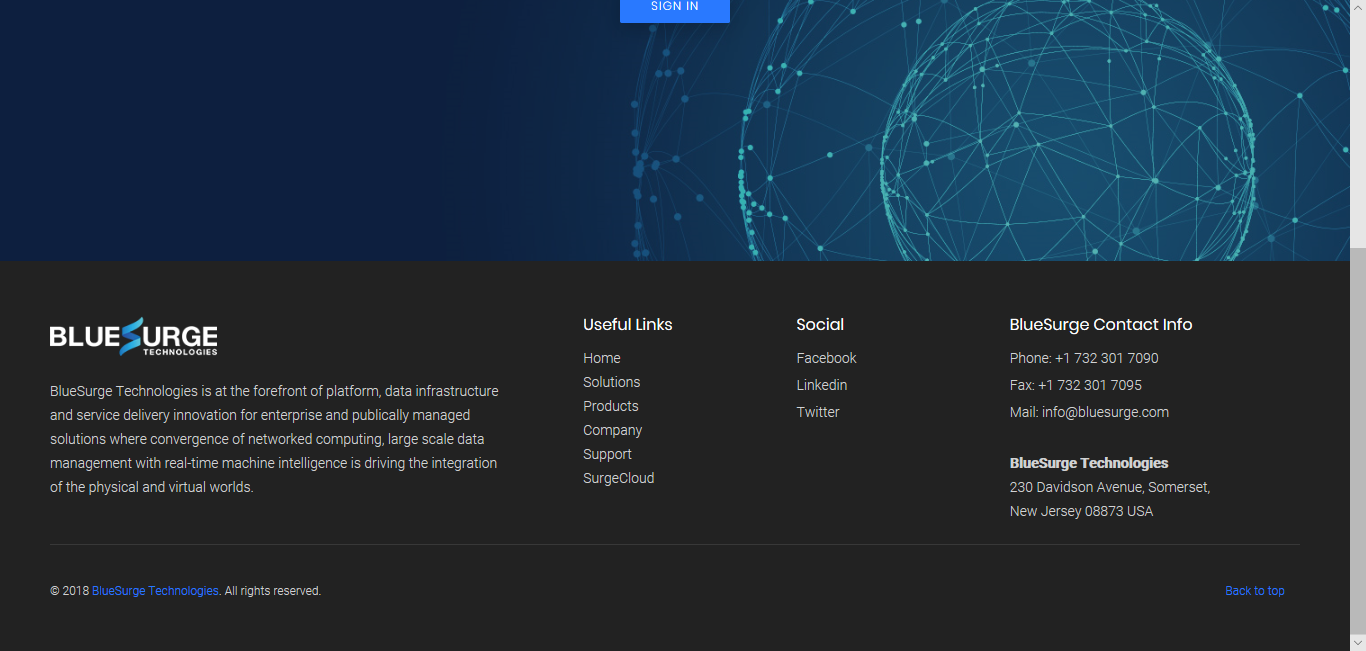 SIGN IN
BLUESURGE
TECHNOLOGIES
BlueSurge Technologies is at the forefront of platform, data infrastructure
and service delivery innovation for enterprise and publically managed
solutions where convergence of networked computing, large scale data
management with real-time machine intelligence is driving the integration
of the physical and virtual worlds.
Useful Links
Home
Solutions
Products
Company
Support
SurgeCloud
Social
Facebook
Linkedin
Twitter
BlueSurge Contact Info
Phone: +1 732 301 7090
Fax: +1 732 301 7095
Mail: info@bluesurge.com
BlueSurge Technologies
230 Davidson Avenue, Somerset,
New Jersey 08873 USA
© 2018 BlueSurge Technologies. All rights reserved.
Back to top